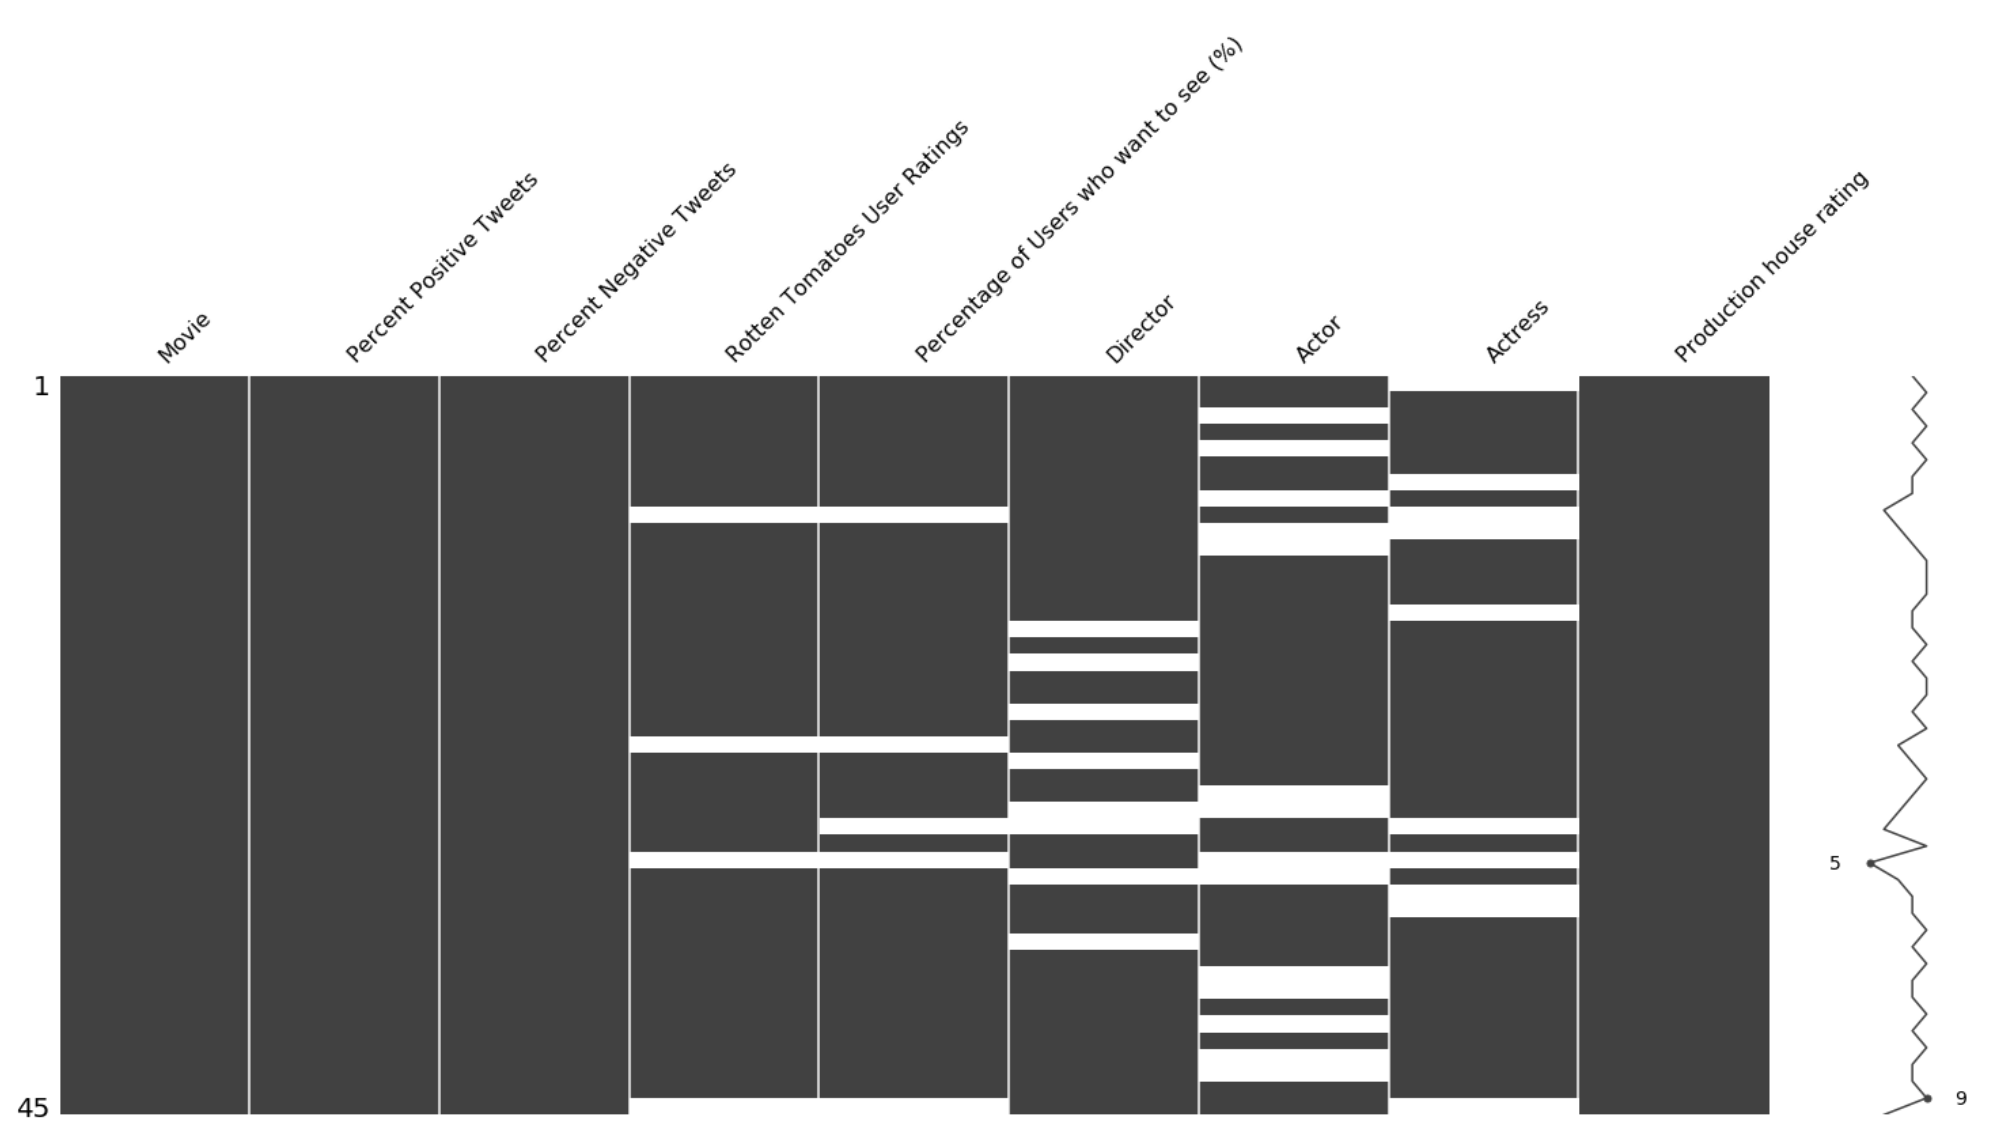 Movie
Percent Positive Tweets
Percent Negative Tweets
Rotten Tomatoes User Ratings
Percentage of Users who want to see (%)
Director
Actor
Actress
Production house rating
1
5
9
45